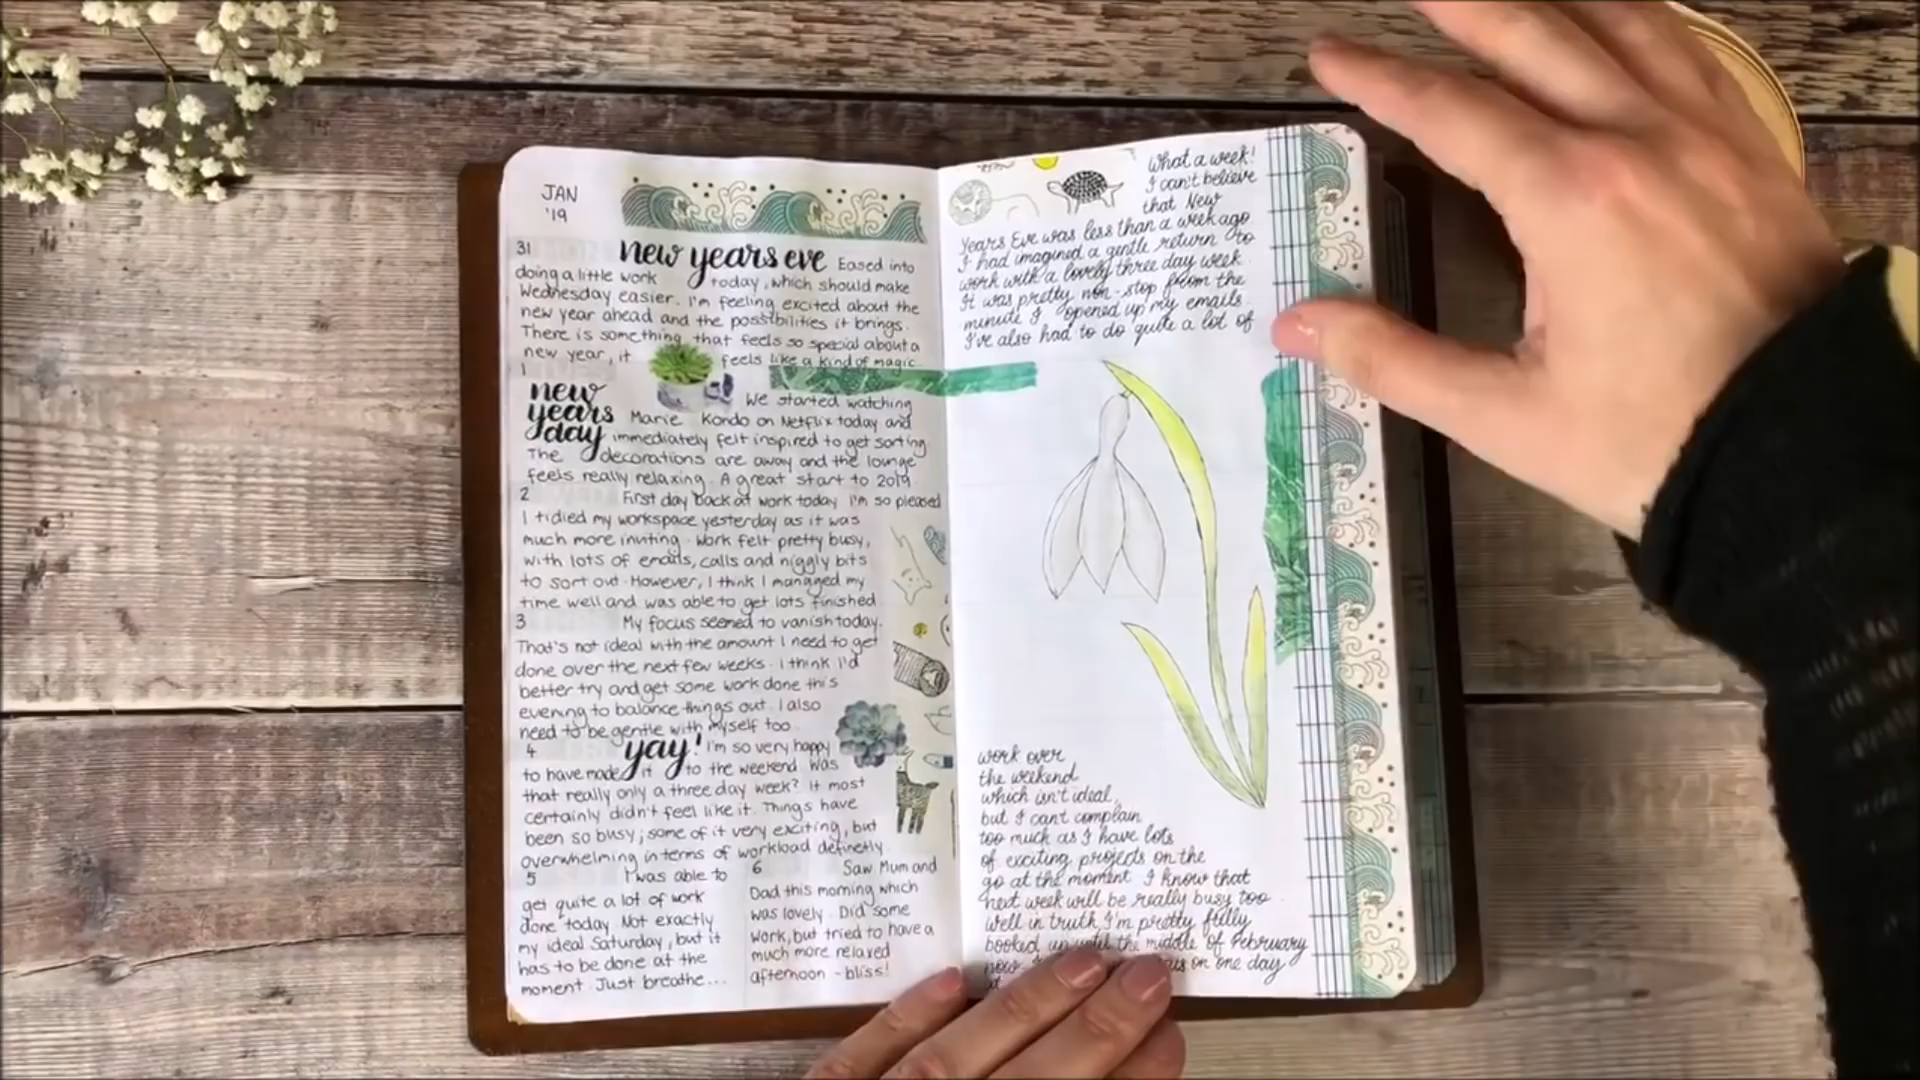 JAN
'19
31
new years eve Eased into
doing a little work today, which should make
Wednesday easier. I'm feeling excited about the
new year ahead and the possibilities it brings.
There is something that feels so special about a
new year, it feels like a kind of magic
1
new
years
day
We started watching
Marie Kondo on Netflix today and
immediately felt inspired to get sorting.
The decorations are away and the lounge
feels really relaxing. A great start to 2019
2 First day back at work today. I'm so pleased
I tidied my workspace yesterday as it was
much more inviting. Work felt pretty busy,
with lots of emails, calls and niggly bits
to sort out. However, I think I managed my
time well and was able to get lots finished
3 My focus seemed to vanish today.
That's not ideal with the amount I need to get
done over the next few weeks. I think I'd
better try and get some work done this
evening to balance things out. I also
need to be gentle with myself too.
4 yay! I'm so very happy
to have made it to the weekend. Was
that really only a three day week? It most
certainly didn't feel like it. Things have
been so busy; some of it very exciting, but
overwhelming in terms of workload definetly
5 I was able to
get quite a lot of work
done today. Not exactly
my ideal Saturday, but it
has to be done at the
moment. Just breathe...
6 Saw Mum and
Dad this morning which
was lovely. Did some
work, but tried to have a
much more relaxed
afternoon - bliss!
What a week!
I can't believe
that New
Years Eve was less than a week ago
I had imagined a gentle return to
work with a lovely three day week.
It was pretty non-stop from the
minute I opened up my emails.
I've also had to do quite a lot of
work over
the weekend
which isn't ideal,
but I can't complain
too much as I have lots
of exciting projects on the
go at the moment. I know that
next week will be really busy too.
Well in truth, I'm pretty fully
booked up until the middle of February
now. on one day
at